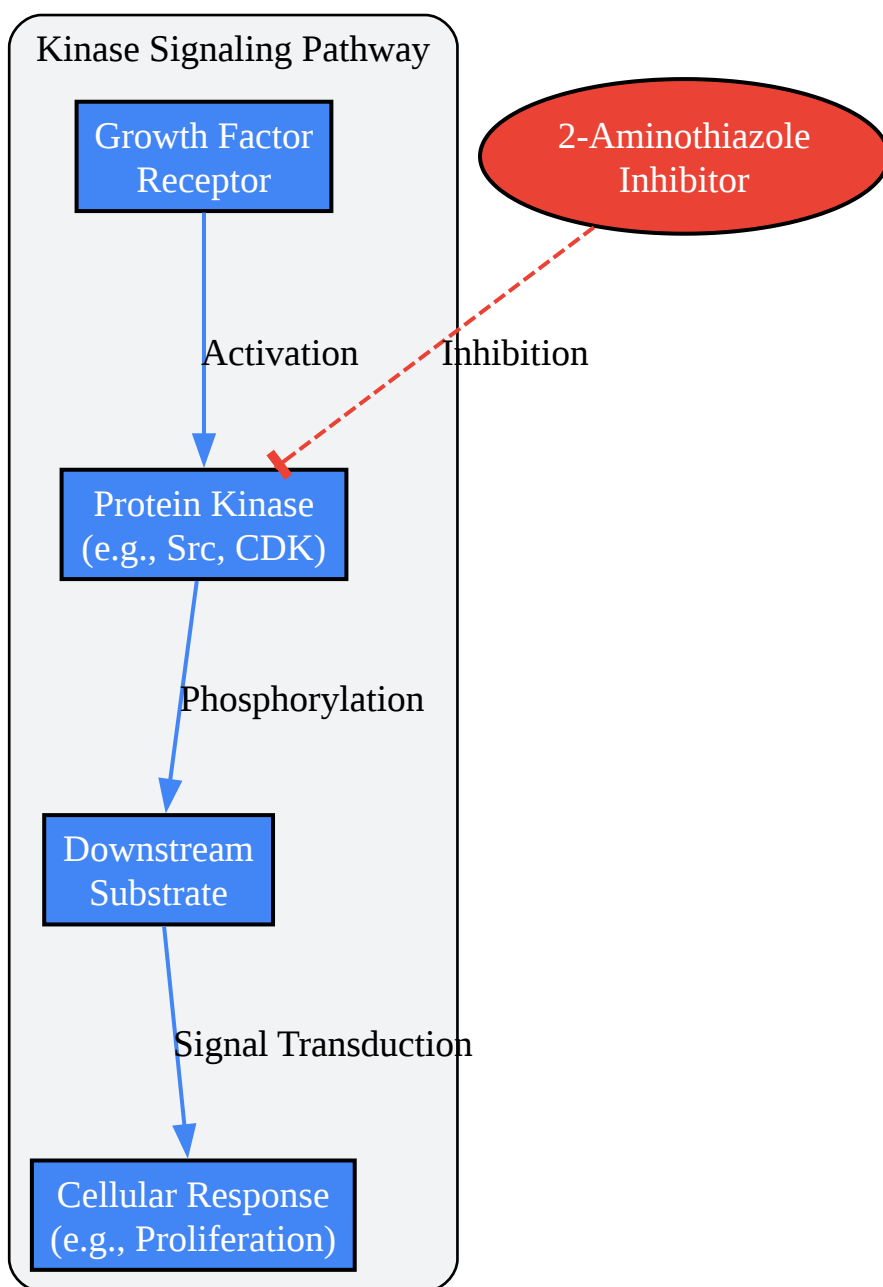 Kinase Signaling Pathway
Growth Factor
Receptor
2-Aminothiazole
Inhibitor
Activation
Inhibition
Protein Kinase
(e.g., Src, CDK)
Phosphorylation
Downstream
Substrate
Signal Transduction
Cellular Response
(e.g., Proliferation)